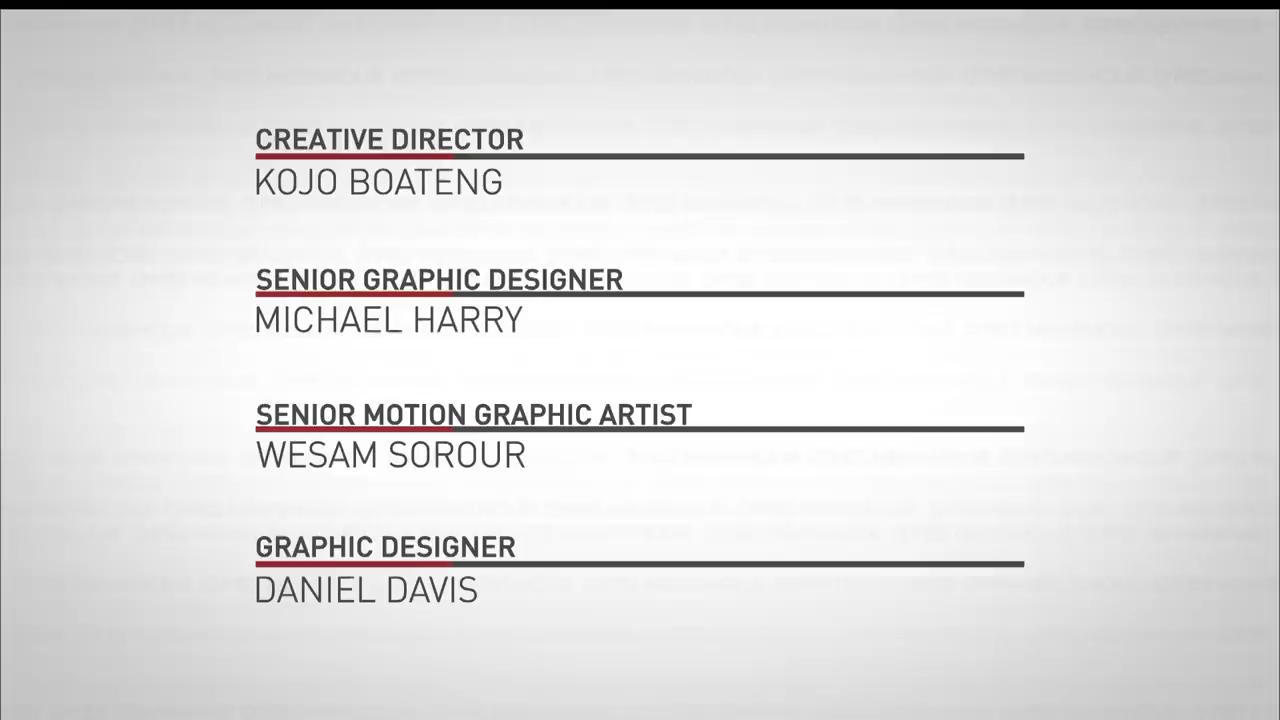 CREATIVE DIRECTOR
KOJO BOATENG
SENIOR GRAPHIC DESIGNER
MICHAEL HARRY
SENIOR MOTION GRAPHIC ARTIST
WESAM SOROUR
GRAPHIC DESIGNER
DANIEL DAVIS